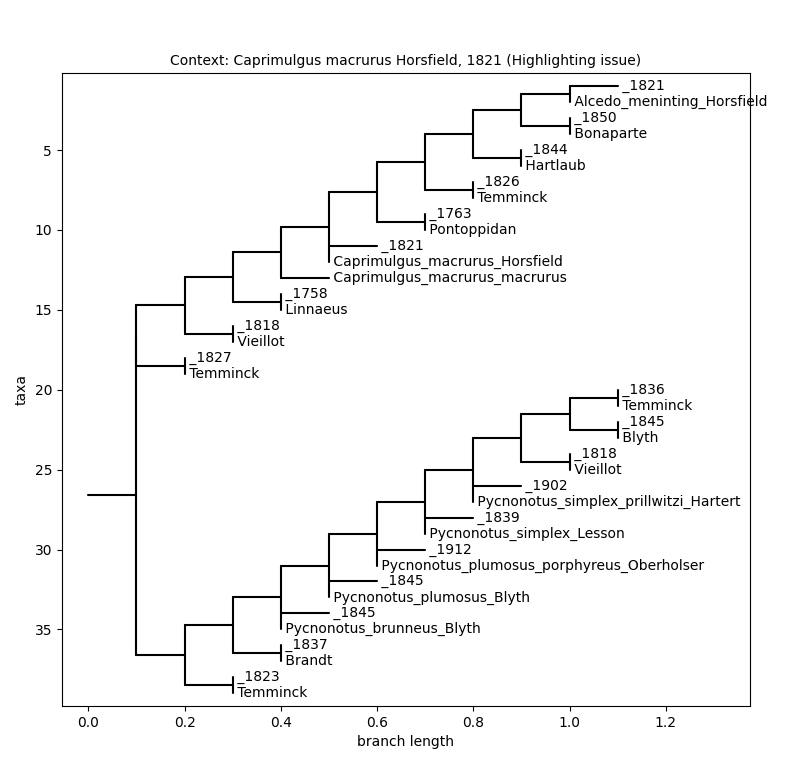 Context: Caprimulgus macrurus Horsfield, 1821 (Highlighting issue)
_1821
Alcedo_meninting_Horsfield
_1850
Bonaparte
_1844
Hartlaub
_1826
Temminck
_1763
Pontoppidan
_1821
Caprimulgus_macrurus_Horsfield
Caprimulgus_macrurus_macrurus
_1758
Linnaeus
_1818
Vieillot
_1827
Temminck
_1836
Temminck
_1845
Blyth
_1818
Vieillot
_1902
Pycnonotus_simplex_prillwitzi_Hartert
_1839
Pycnonotus_simplex_Lesson
_1912
Pycnonotus_plumosus_porphyreus_Oberholser
_1845
Pycnonotus_plumosus_Blyth
_1845
Pycnonotus_brunneus_Blyth
_1837
Brandt
_1823
Temminck
5
10
15
20
25
30
35
taxa
0.0 0.2 0.4 0.6 0.8 1.0 1.2
branch length